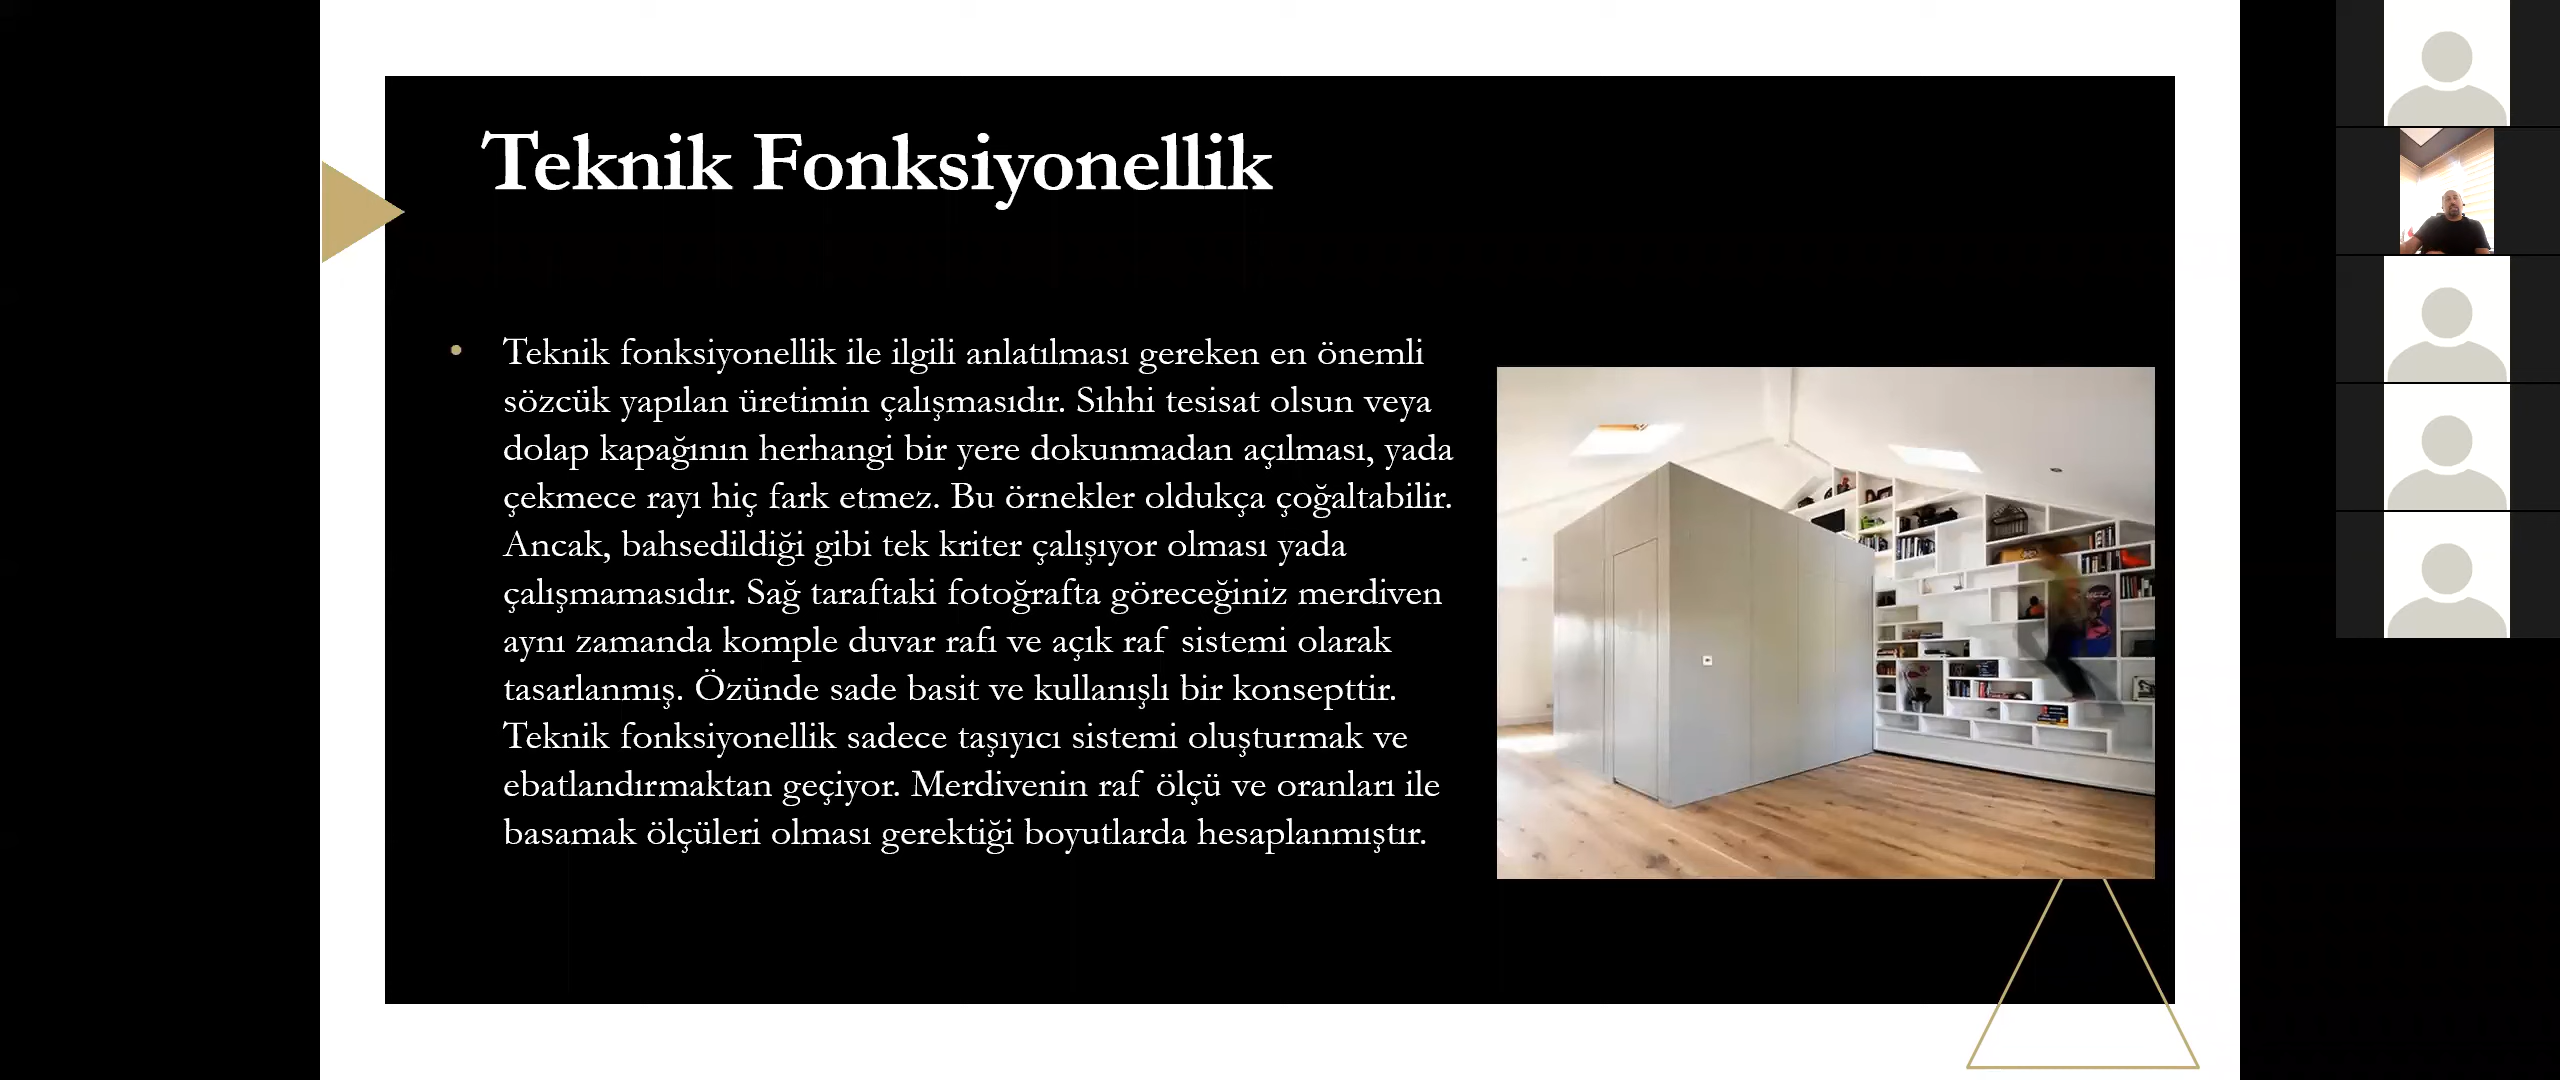 Teknik Fonksiyonellik
• Teknik fonksiyonellik ile ilgili anlatılması gereken en önemli
sözcük yapılan üretimin çalışmasıdır. Sıhhi tesisat olsun veya
dolap kapağının herhangi bir yere dokunmadan açılması, yada
çekmece rayı hiç fark etmez. Bu örnekler oldukça çoğaltabilir.
Ancak, bahsedildiği gibi tek kriter çalışıyor olması yada
çalışmamasıdır. Sağ taraftaki fotoğrafta göreceğiniz merdiven
aynı zamanda komple duvar rafı ve açık raf sistemi olarak
tasarlanmış. Özünde sade basit ve kullanışlı bir konsepttir.
Teknik fonksiyonellik sadece taşıyıcı sistemi oluşturmak ve
ebatlandırmaktan geçiyor. Merdivenin raf ölçü ve oranları ile
basamak ölçüleri olması gerektiği boyutlarda hesaplanmıştır.